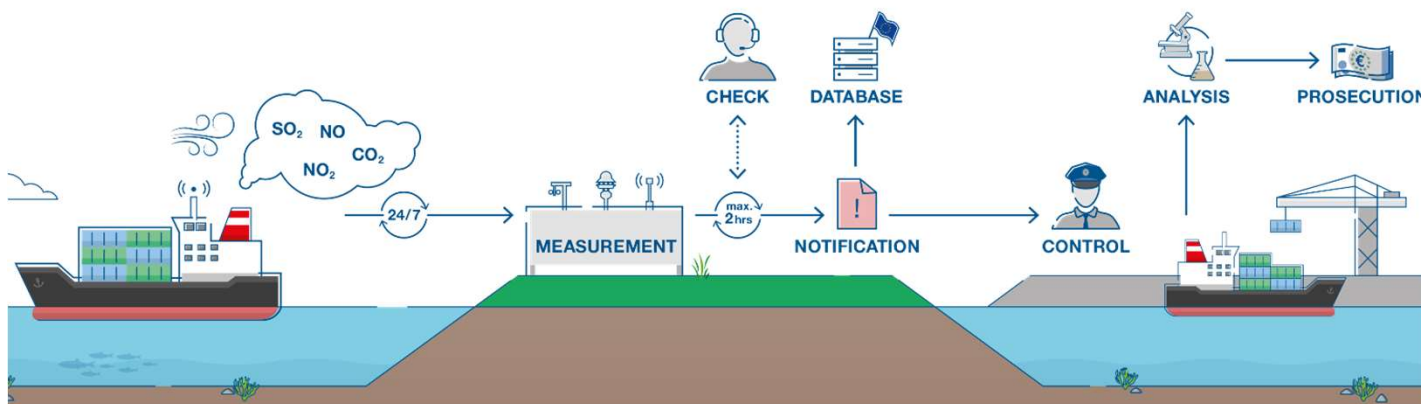 SO₂ NO
NO₂ CO₂
24/7
MEASUREMENT
CHECK
max.
2hrs
DATABASE
!
NOTIFICATION
CONTROL
ANALYSIS
€
PROSECUTION